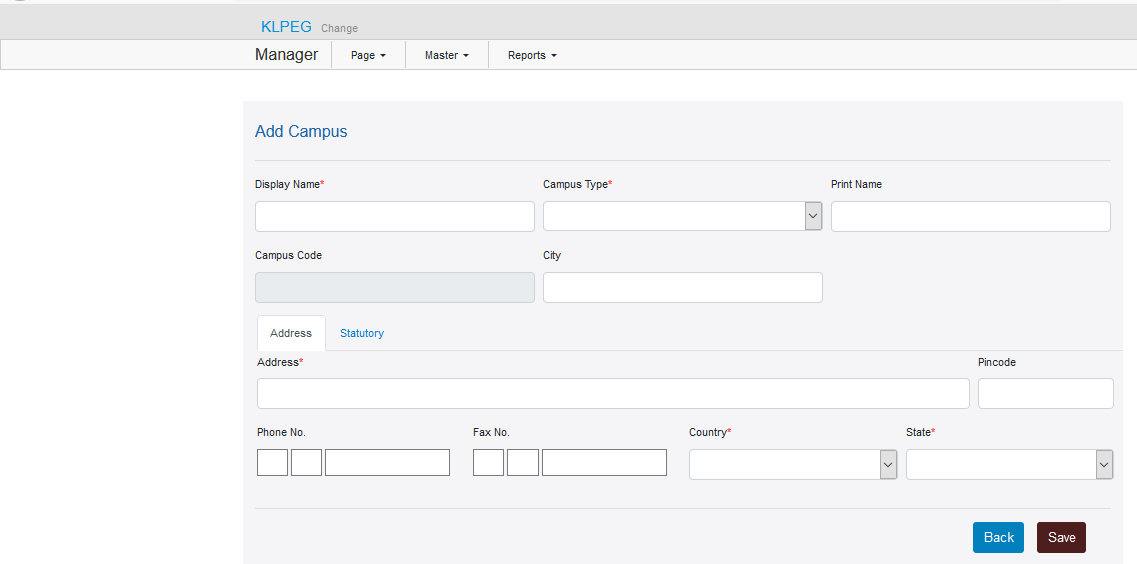 KLPEG Change
Manager Page Master Reports
Add Campus
Display Name* Campus Type* Print Name
Campus Code City
Address Statutory
Address* Pincode
Phone No. Fax No. Country* State*
Back Save